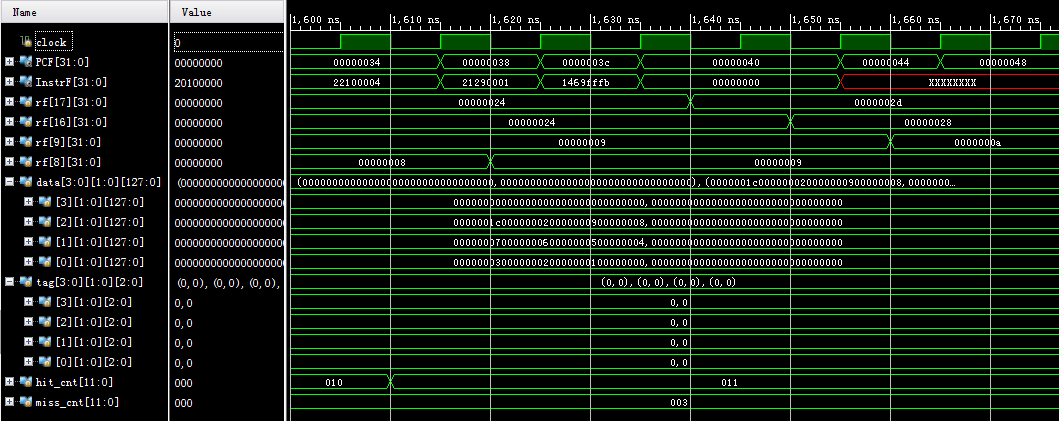 Name Value 1,600 ns 1,610 ns 1,620 ns 1,630 ns 1,640 ns 1,650 ns 1,660 ns 1,670 ns
clock 0
PCF[31:0] 00000000 00000034 00000038 0000003c 00000040 00000044 00000048
InstrF[31:0] 20100000 22100004 21290001 1469fffb 00000000 XXXXXXXX
rf[17][31:0] 00000000 00000024 0000002d
rf[16][31:0] 00000000 00000024 00000028
rf[9][31:0] 00000000 00000009 0000000a
rf[8][31:0] 00000000 00000008 00000009
data[3:0][1:0][127:0] (00000000000000000000 (00000000000000000000000000000000,00000000000000000000000000000000),(0000001c000000200000000900000008,0000000…
[3][1:0][127:0] 00000000000000000000 00000000000000000000000000000000,00000000000000000000000000000000
[2][1:0][127:0] 00000000000000000000 0000001c000000200000000900000008,00000000000000000000000000000000
[1][1:0][127:0] 00000000000000000000 00000007000000060000000500000004,00000000000000000000000000000000
[0][1:0][127:0] 00000000000000000000 00000003000000020000000100000000,00000000000000000000000000000000
tag[3:0][1:0][2:0] (0,0),(0,0),(0,0), (0,0),(0,0),(0,0),(0,0)
[3][1:0][2:0] 0,0 0,0
[2][1:0][2:0] 0,0 0,0
[1][1:0][2:0] 0,0 0,0
[0][1:0][2:0] 0,0 0,0
hit_cnt[11:0] 000 010 011
miss_cnt[11:0] 000 003